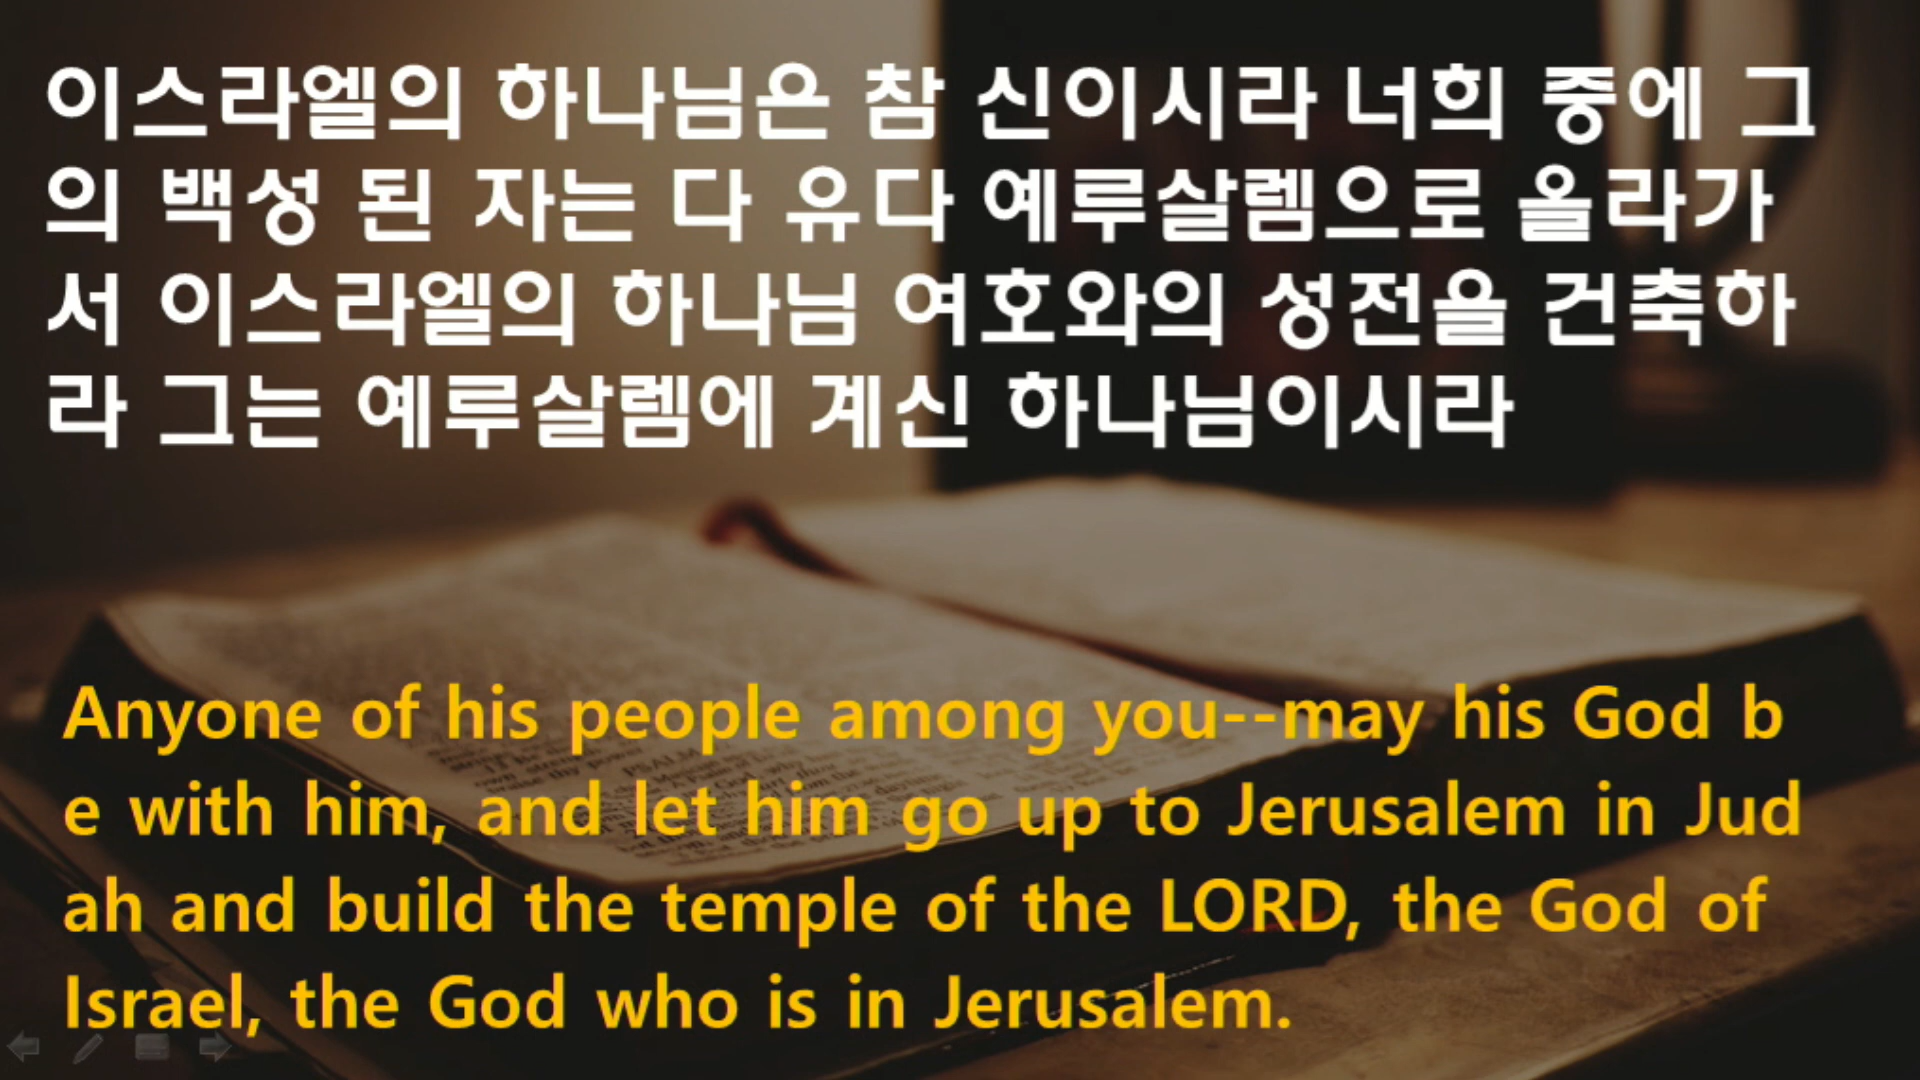 이스라엘의 하나님은 참 신이시라 너희 중에 그
의 백성 된 자는 다 유다 예루살렘으로 올라가
서 이스라엘의 하나님 여호와의 성전을 건축하
라 그는 예루살렘에 계신 하나님이시라
Anyone of his people among you--may his God b
e with him, and let him go up to Jerusalem in Jud
ah and build the temple of the LORD, the God of
Israel, the God who is in Jerusalem.